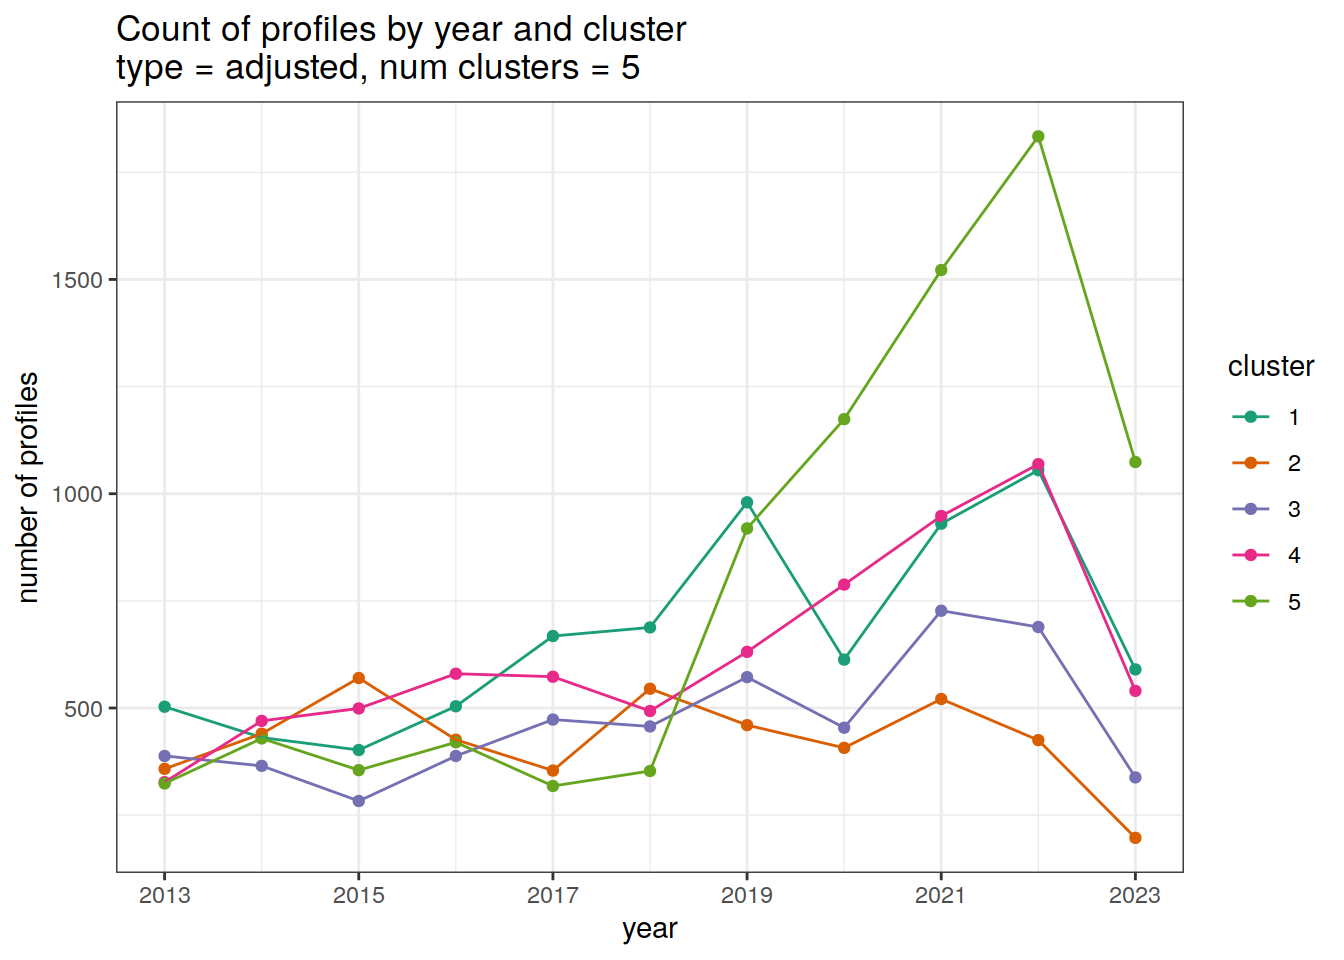 Count of profiles by year and cluster
type = adjusted, num clusters = 5
number of profiles
1500
1000
500
2013 2015 2017 2019 2021 2023
year
cluster
1
2
3
4
5